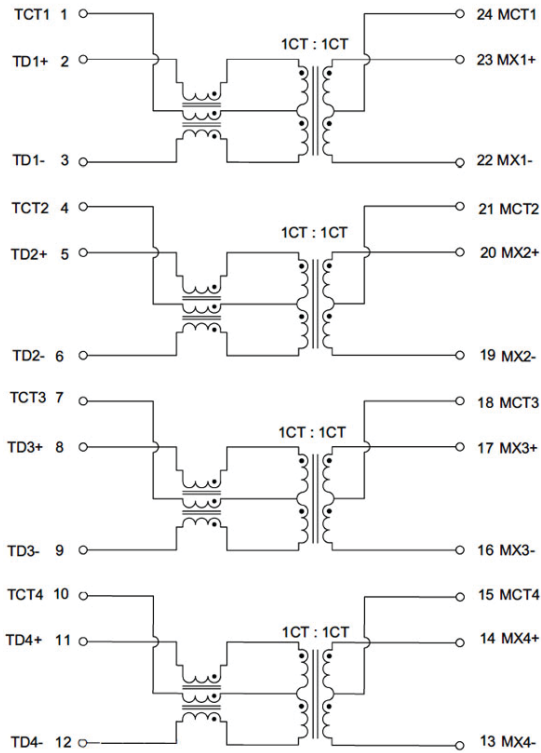 TCT1 1 24 MCT1
1CT : 1CT
TD1+ 2 23 MX1+
TD1- 3 22 MX1-
TCT2 4 21 MCT2
1CT : 1CT
TD2+ 5 20 MX2+
TD2- 6 19 MX2-
TCT3 7 18 MCT3
1CT : 1CT
TD3+ 8 17 MX3+
TD3- 9 16 MX3-
TCT4 10 15 MCT4
1CT : 1CT
TD4+ 11 14 MX4+
TD4- 12 13 MX4-